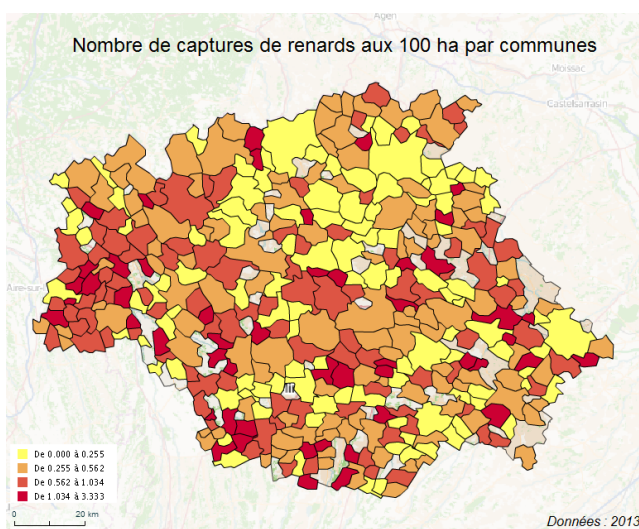 Agen
Nombre de captures de renards aux 100 ha par communes
Moissac
Castelsarrasin
Aire-sur-l
De 0.000 à 0.255
De 0.255 à 0.562
De 0.562 à 1.034
De 1.034 à 3.333
0 20 km
Données : 2013